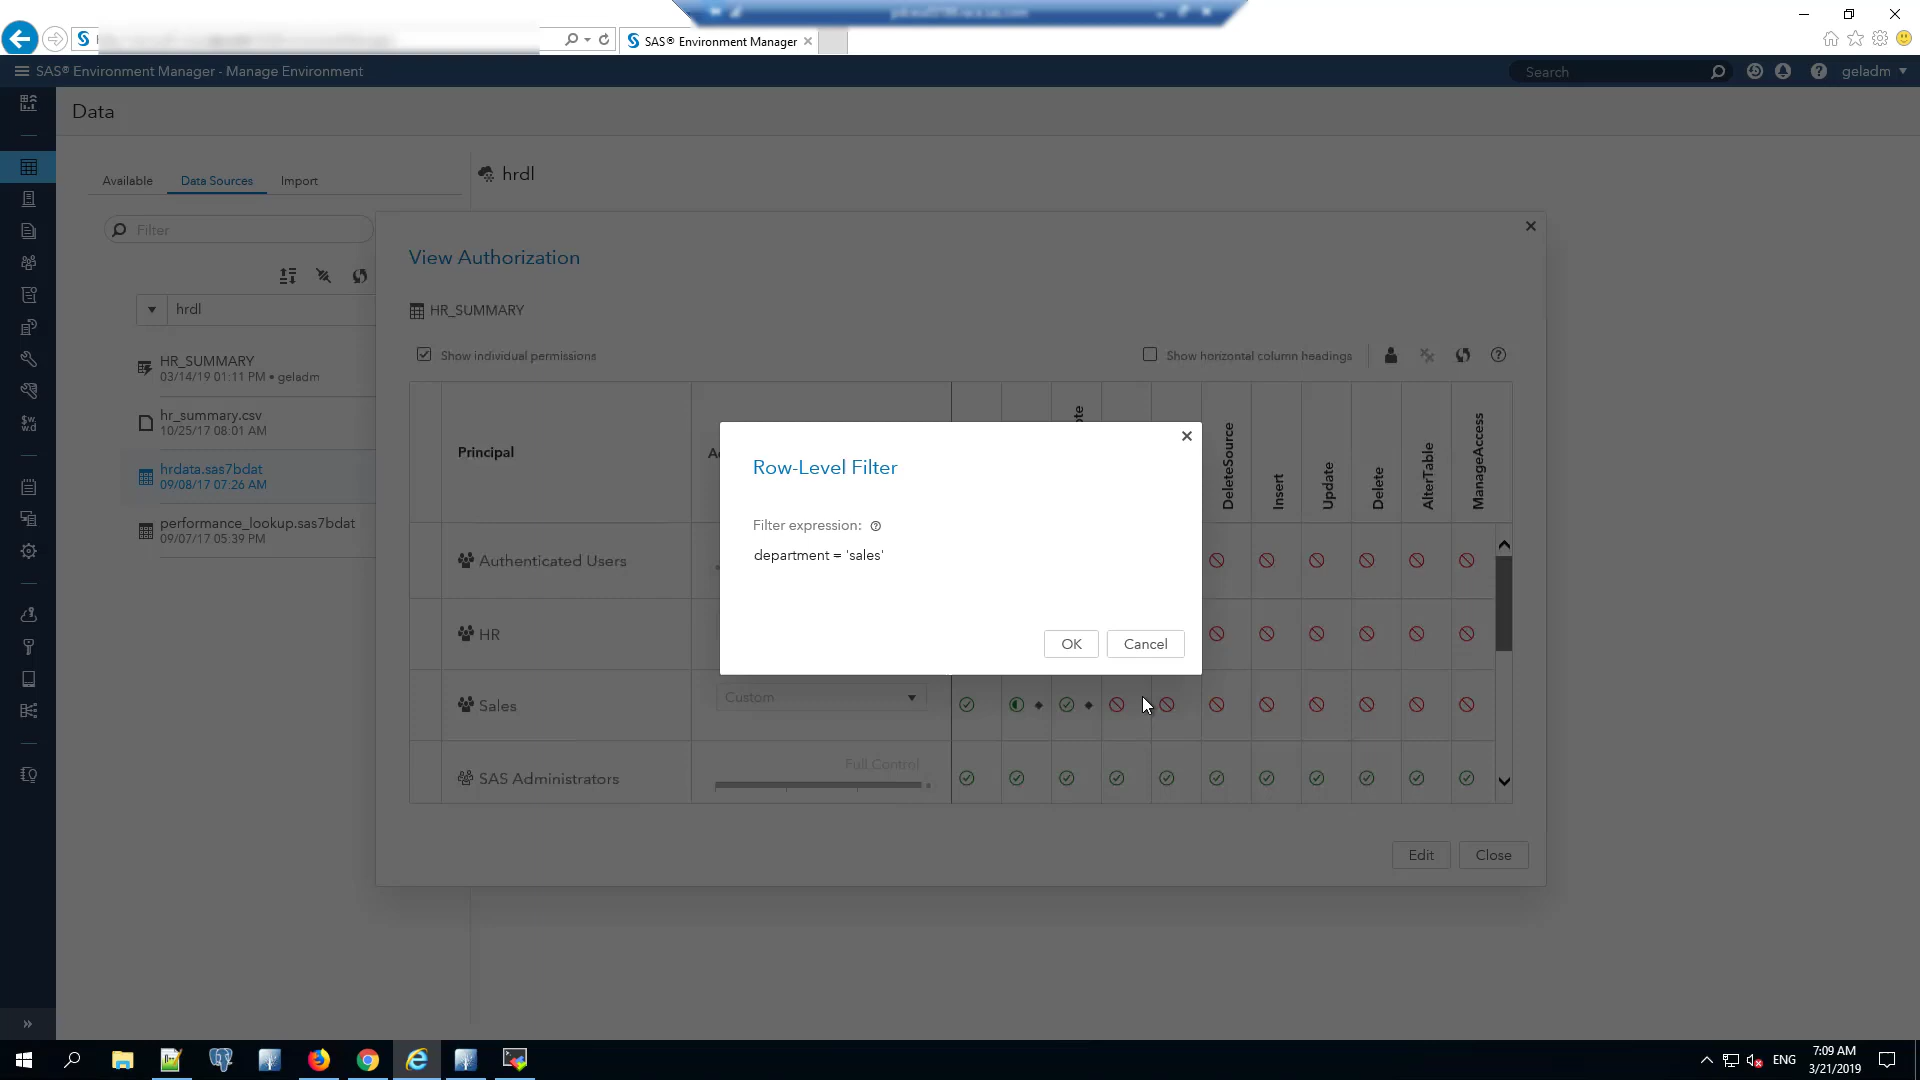 SAS® Environment Manager
SAS® Environment Manager - Manage Environment
Search
geladm
Data
Available
Data Sources
Import
hrdl
Filter
View Authorization
HR_SUMMARY
hrdl
Show individual permissions
Show horizontal column headings
HR_SUMMARY
03/14/19 01:11 PM • geladm
hr_summary.csv
10/25/17 08:01 AM
hrdata.sas7bdat
09/08/17 07:26 AM
performance_lookup.sas7bdat
09/07/17 05:39 PM
Principal
DeleteSource
Insert
Update
Delete
AlterTable
ManageAccess
Row-Level Filter
Filter expression:
department = 'sales'
OK
Cancel
Authenticated Users
HR
Sales
Custom
SAS Administrators
Full Control
Edit
Close
ENG
7:09 AM
3/21/2019